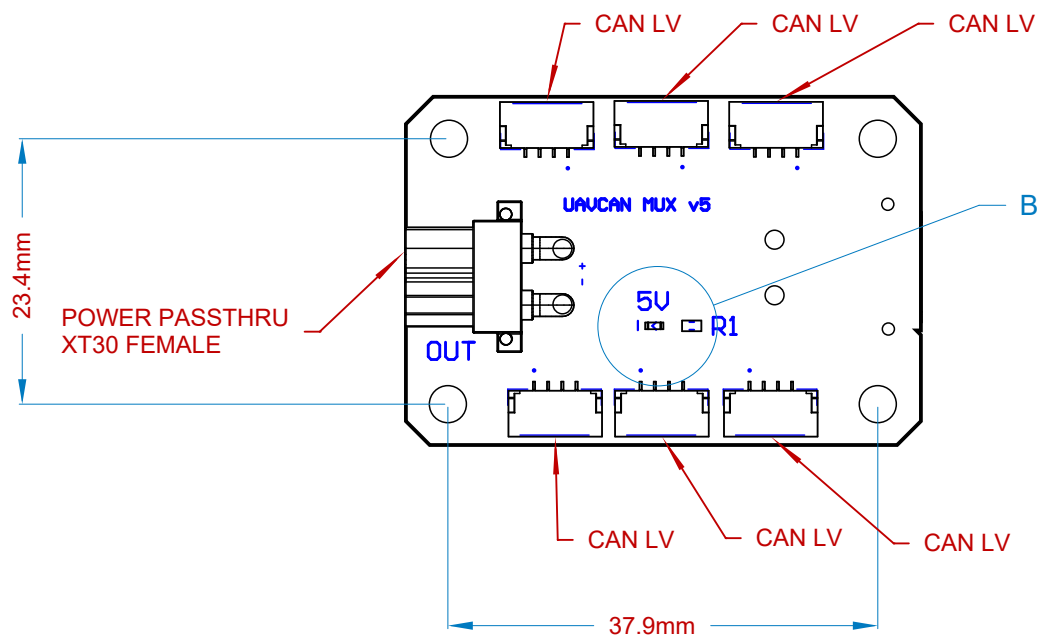 CAN LV
CAN LV
CAN LV
UAVCAN MUX v5
B
23.4mm
+
-
5V
POWER PASSTHRU
XT30 FEMALE
R1
OUT
CAN LV
CAN LV
CAN LV
37.9mm